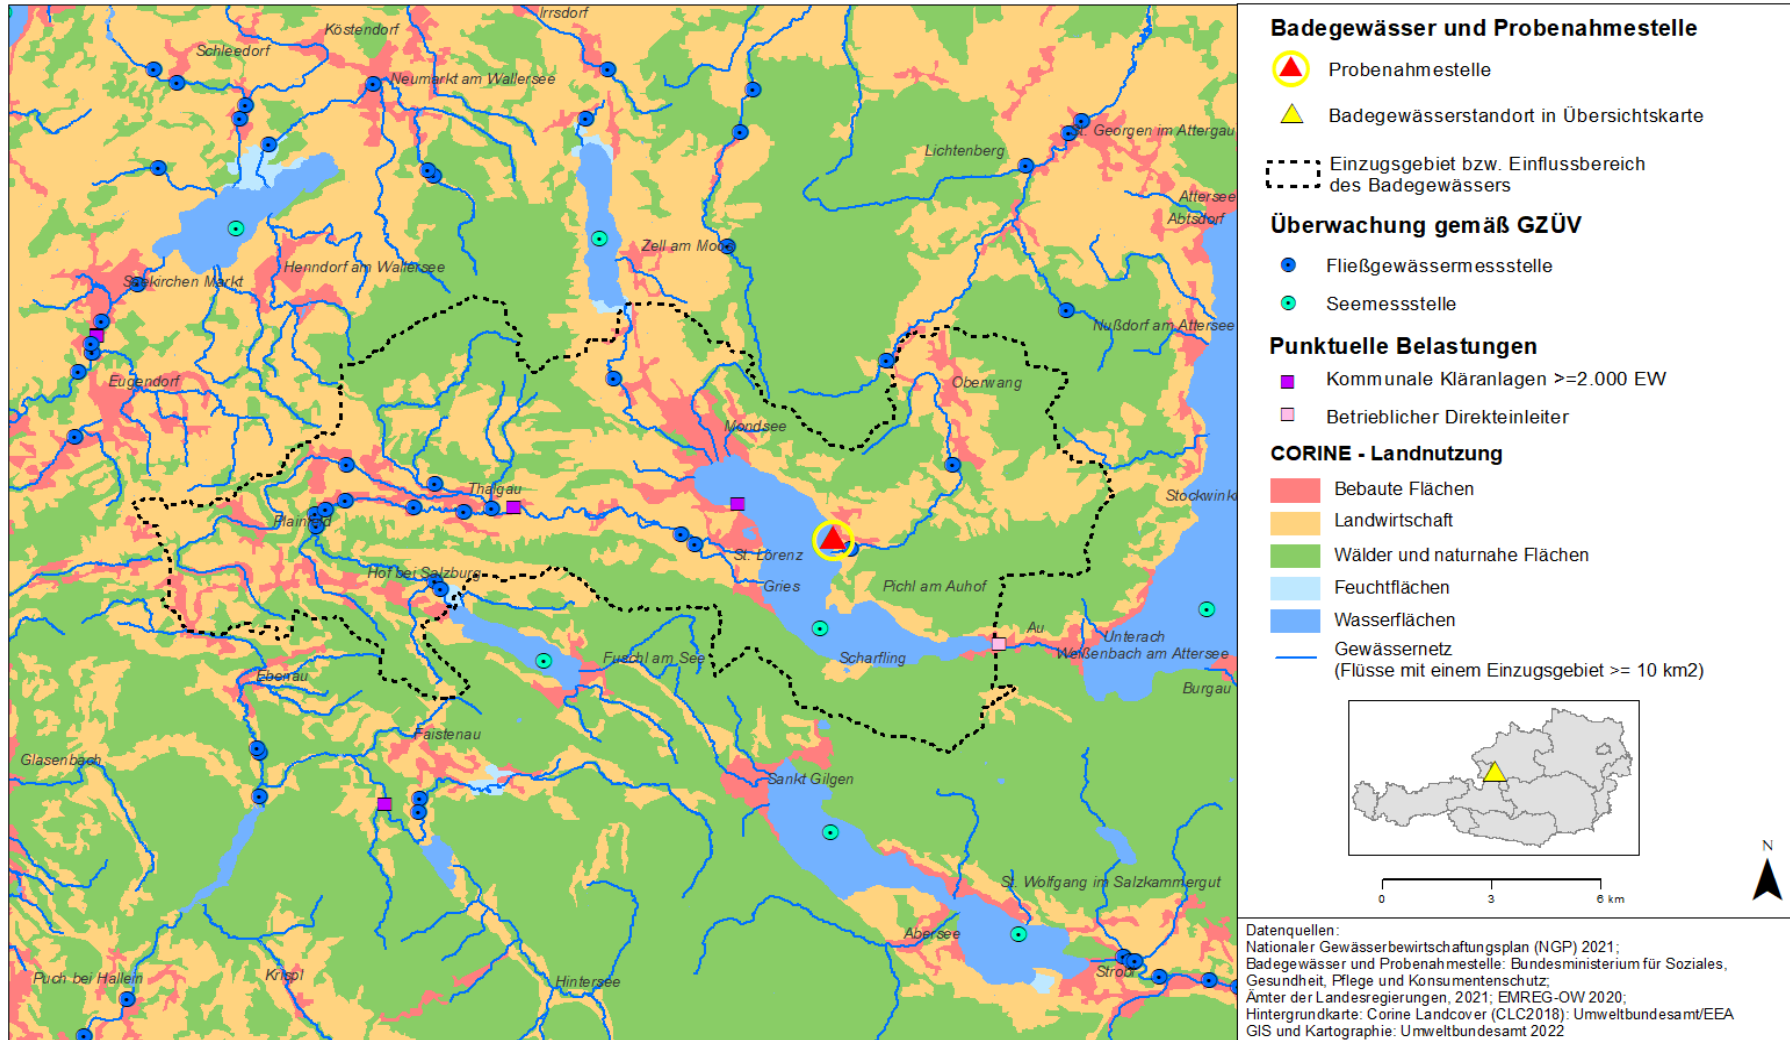 Irrsdorf
Köstendorf
Schleedorf
Neumarkt am Wallersee
St. Georgen im Attergau
Lichtenberg
Attersee
Abtsdorf
Zell am Moos
Henndorf am Wallersee
Seekirchen Markt
Nußdorf am Attersee
Eugendorf
Oberwang
Mondsee
Thalgau
Stockwink
Plainfeld
St. Lorenz
Hof bei Salzburg
Gries
Pichl am Auhof
Au
Unterach
Weißenbach am Attersee
Fuschl am See
Scharfling
Ebenau
Burgau
Faistenau
Glasenbach
Sankt Gilgen
St. Wolfgang im Salzkammergut
Abersee
Strobl
Puch bei Hallein
Krispl
Hintersee
Badegewässer und Probenahmestelle
Probenahmestelle
Badegewässerstandort in Übersichtskarte
Einzugsgebiet bzw. Einflussbereich
des Badegewässers
Überwachung gemäß GZÜV
Fließgewässermessstelle
Seemessstelle
Punktuelle Belastungen
Kommunale Kläranlagen >=2.000 EW
Betrieblicher Direkteinleiter
CORINE - Landnutzung
Bebaute Flächen
Landwirtschaft
Wälder und naturnahe Flächen
Feuchtflächen
Wasserflächen
Gewässernetz
(Flüsse mit einem Einzugsgebiet >= 10 km2)
N
0 3 6 km
Datenquellen:
Nationaler Gewässerbewirtschaftungsplan (NGP) 2021;
Badegewässer und Probenahmestelle: Bundesministerium für Soziales,
Gesundheit, Pflege und Konsumentenschutz;
Ämter der Landesregierungen, 2021; EMREG-OW 2020;
Hintergrundkarte: Corine Landcover (CLC2018): Umweltbundesamt/EEA
GIS und Kartographie: Umweltbundesamt 2022